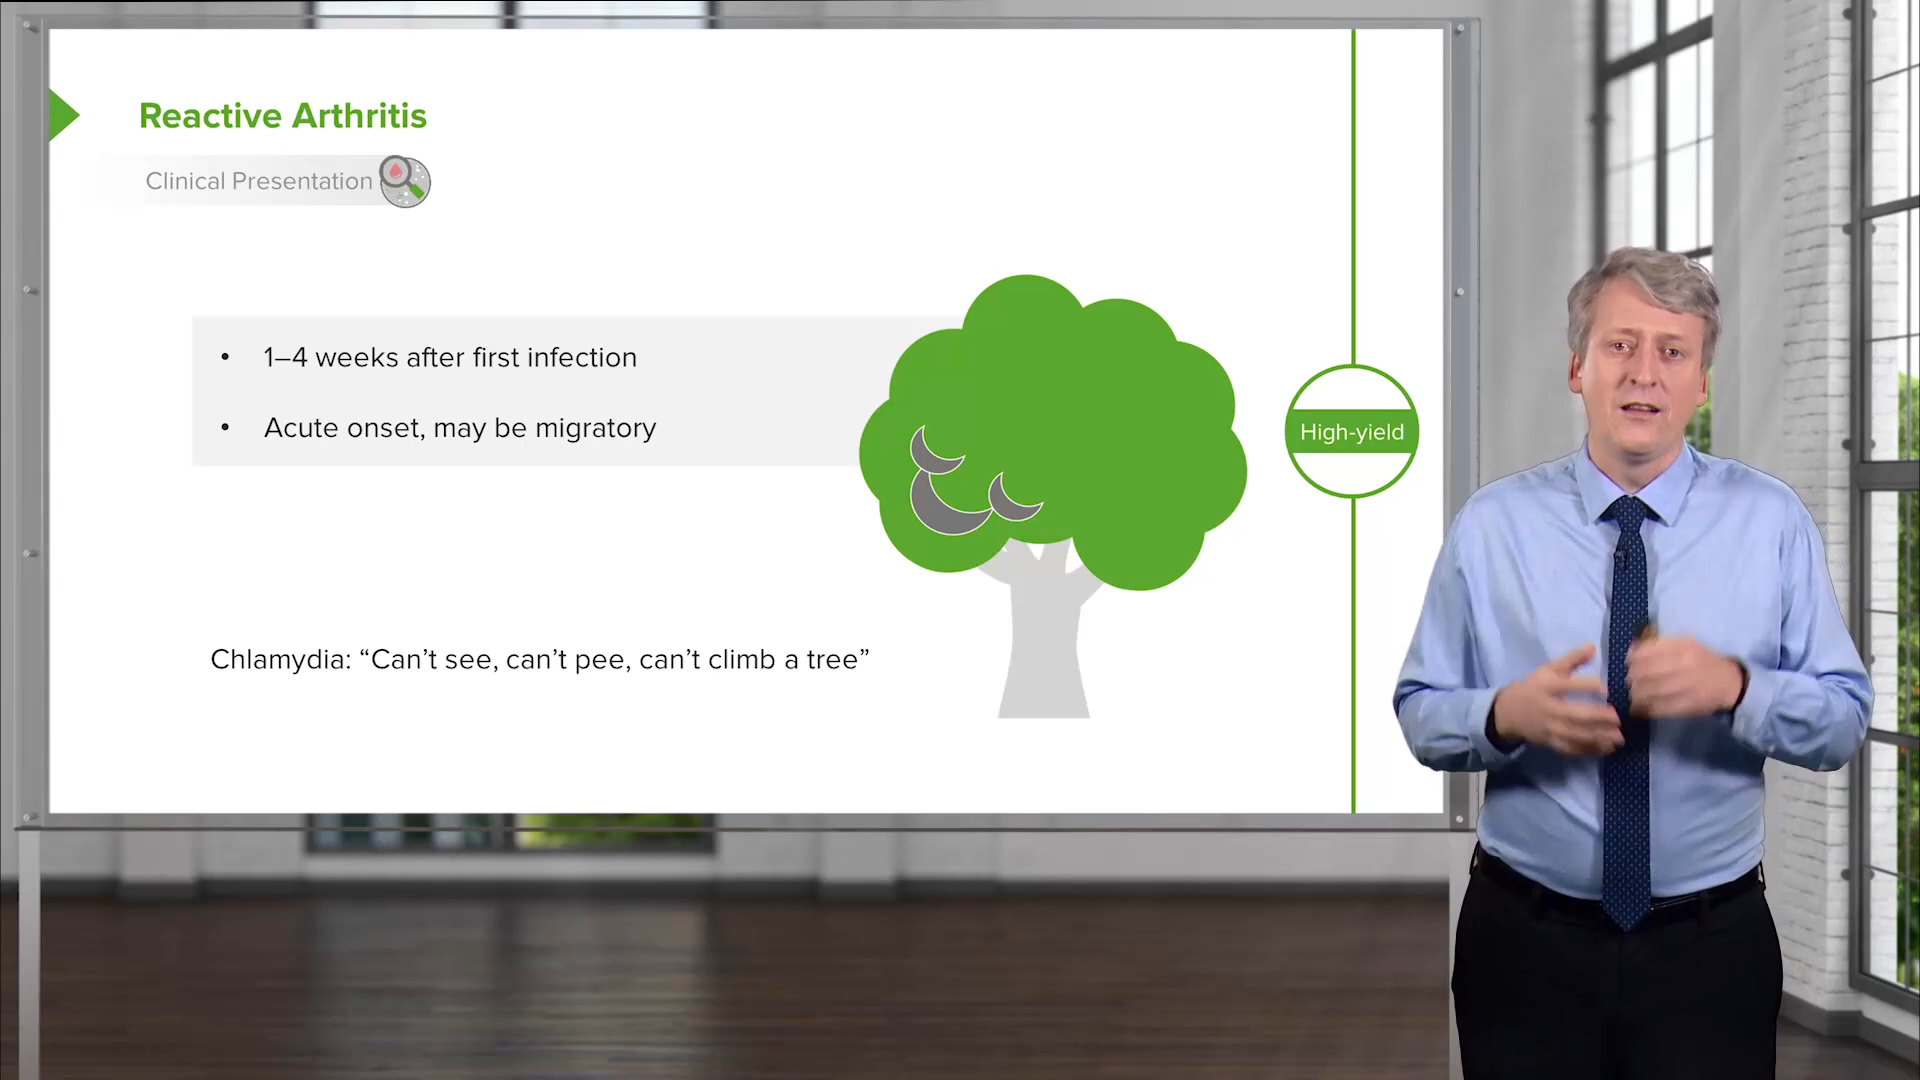 Reactive Arthritis
Clinical Presentation
• 1–4 weeks after first infection
• Acute onset, may be migratory
High-yield
Chlamydia: “Can’t see, can’t pee, can’t climb a tree”